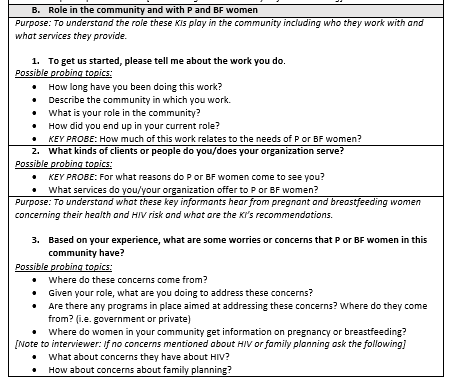 B. Role in the community and with P and BF women
Purpose: To understand the role these KIs play in the community including who they work with and
what services they provide.
1. To get us started, please tell me about the work you do.
Possible probing topics:
• How long have you been doing this work?
• Describe the community in which you work.
• What is your role in the community?
• How did you end up in your current role?
• KEY PROBE: How much of this work relates to the needs of P or BF women?
2. What kinds of clients or people do you/does your organization serve?
Possible probing topics:
• KEY PROBE: For what reasons do P or BF women come to see you?
• What services do you/your organization offer to P or BF women?
Purpose: To understand what these key informants hear from pregnant and breastfeeding women
concerning their health and HIV risk and what are the KI's recommendations.
3. Based on your experience, what are some worries or concerns that P or BF women in this
community have?
Possible probing topics:
• Where do these concerns come from?
• Given your role, what are you doing to address these concerns?
• Are there any programs in place aimed at addressing these concerns? Where do they come
from? (i.e. government or private)
• Where do women in your community get information on pregnancy or breastfeeding?
[Note to interviewer: If no concerns mentioned about HIV or family planning ask the following]
• What about concerns they have about HIV?
• How about concerns about family planning?